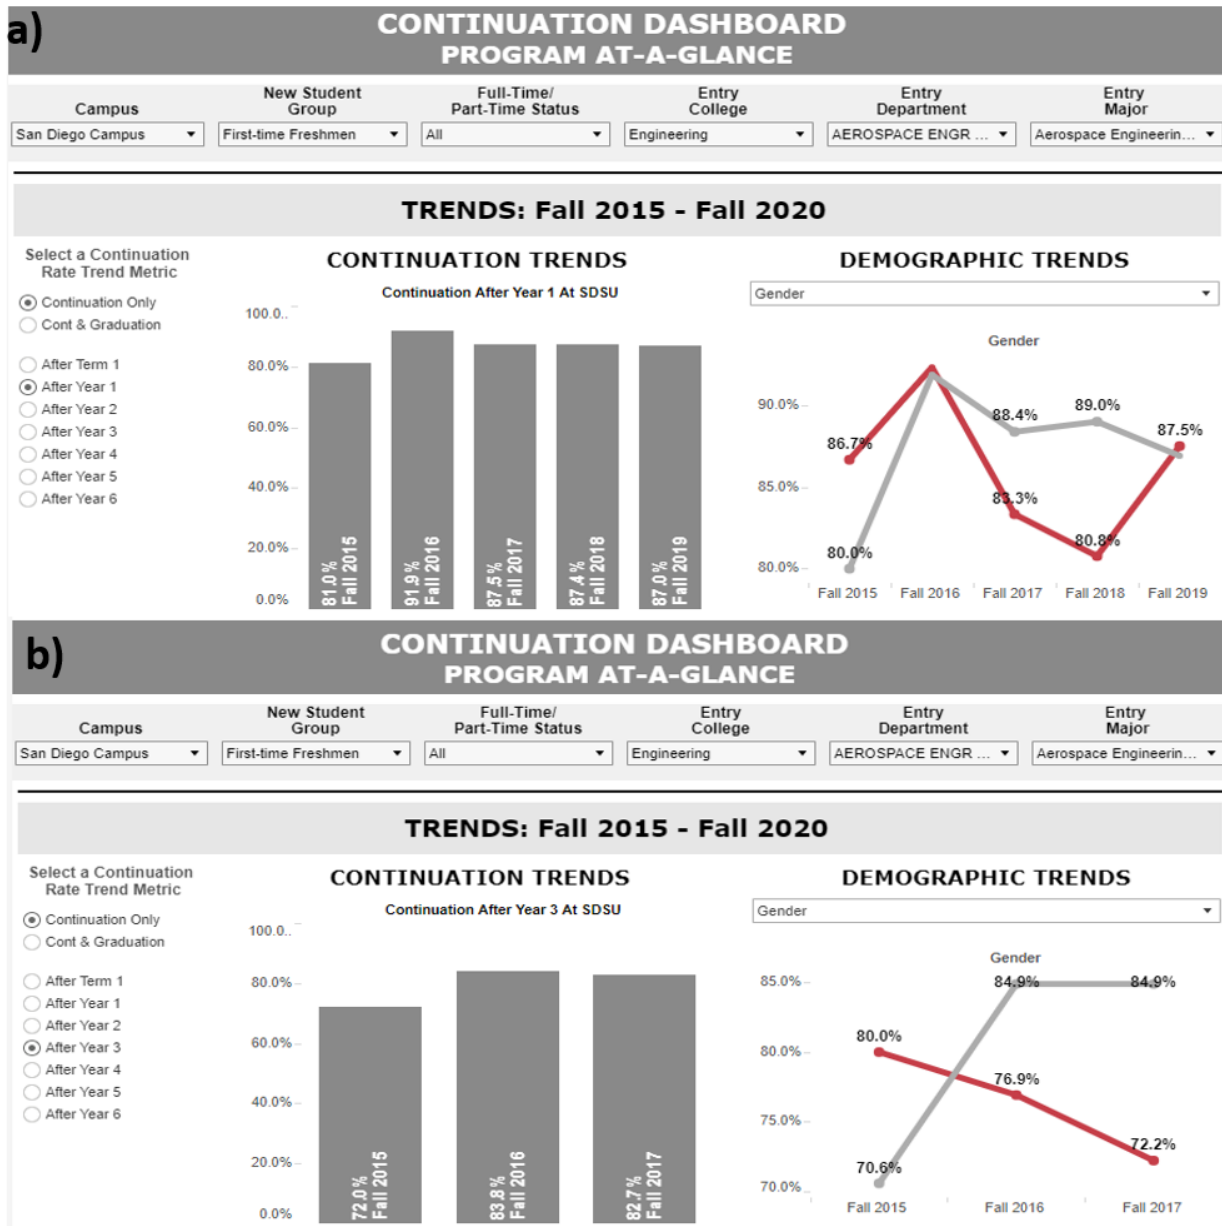 a)
CONTINUATION DASHBOARD
PROGRAM AT-A-GLANCE
Campus
New Student
Group
Full-Time/
Part-Time Status
Entry
College
Entry
Department
Entry
Major
San Diego Campus
First-time Freshmen
All
Engineering
AEROSPACE ENGR ...
Aerospace Engineerin...
TRENDS: Fall 2015 - Fall 2020
Select a Continuation
Rate Trend Metric
Continuation Only
Cont & Graduation
After Term 1
After Year 1
After Year 2
After Year 3
After Year 4
After Year 5
After Year 6
CONTINUATION TRENDS
Continuation After Year 1 At SDSU
100.0..
80.0%
60.0%
40.0%
20.0%
0.0%
81.0%
Fall 2015
91.9%
Fall 2016
87.5%
Fall 2017
87.4%
Fall 2018
87.0%
Fall 2019
DEMOGRAPHIC TRENDS
Gender
Gender
90.0%
85.0%
80.0%
86.7%
80.0%
88.4%
83.3%
89.0%
80.8%
87.5%
Fall 2015 Fall 2016 Fall 2017 Fall 2018 Fall 2019
b)
CONTINUATION DASHBOARD
PROGRAM AT-A-GLANCE
Campus
New Student
Group
Full-Time/
Part-Time Status
Entry
College
Entry
Department
Entry
Major
San Diego Campus
First-time Freshmen
All
Engineering
AEROSPACE ENGR ...
Aerospace Engineerin...
TRENDS: Fall 2015 - Fall 2020
Select a Continuation
Rate Trend Metric
Continuation Only
Cont & Graduation
After Term 1
After Year 1
After Year 2
After Year 3
After Year 4
After Year 5
After Year 6
CONTINUATION TRENDS
Continuation After Year 3 At SDSU
100.0..
80.0%
60.0%
40.0%
20.0%
0.0%
72.0%
Fall 2015
83.8%
Fall 2016
82.7%
Fall 2017
DEMOGRAPHIC TRENDS
Gender
Gender
85.0%
80.0%
75.0%
70.0%
80.0%
70.6%
84.9%
76.9%
84.9%
72.2%
Fall 2015 Fall 2016 Fall 2017